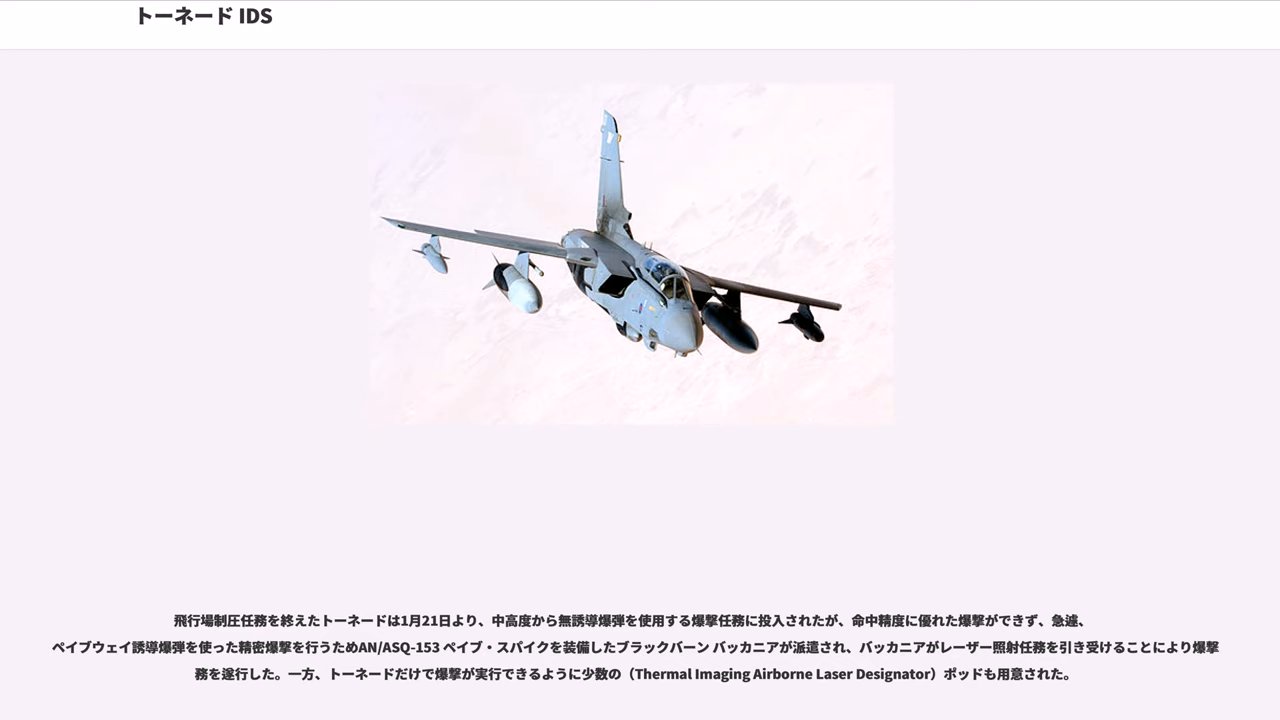 トーネード IDS
飛行場制圧任務を終えたトーネードは1月21日より、中高度から無誘導爆弾を使用する爆撃任務に投入されたが、命中精度に優れた爆撃ができず、急遽、
ペイブウェイ誘導爆弾を使った精密爆撃を行うためAN/ASQ-153 ペイブ・スパイクを装備したブラックバーン バッカニアが派遣され、バッカニアがレーザー照射任務を引き受けることにより爆撃
務を遂行した。一方、トーネードだけで爆撃が実行できるように少数の（Thermal Imaging Airborne Laser Designator）ポッドも用意された。